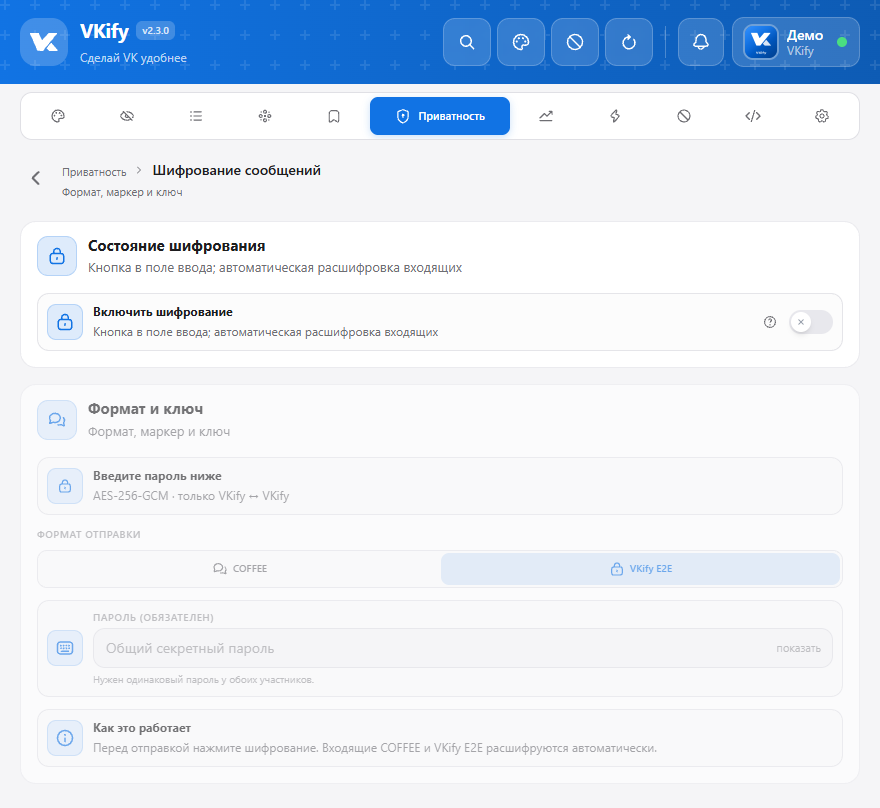 VKify v2.3.0
Сделай VK удобнее
Демо
VKify
Приватность
Приватность > Шифрование сообщений
Формат, маркер и ключ
Состояние шифрования
Кнопка в поле ввода; автоматическая расшифровка входящих
Включить шифрование
Кнопка в поле ввода; автоматическая расшифровка входящих
Формат и ключ
Формат, маркер и ключ
Введите пароль ниже
AES-256-GCM · только VKify ↔ VKify
ФОРМАТ ОТПРАВКИ
COFFEE
VKify E2E
ПАРОЛЬ (ОБЯЗАТЕЛЕН)
Общий секретный пароль
показать
Нужен одинаковый пароль у обоих участников.
Как это работает
Перед отправкой нажмите шифрование. Входящие COFFEE и VKify E2E расшифруются автоматически.